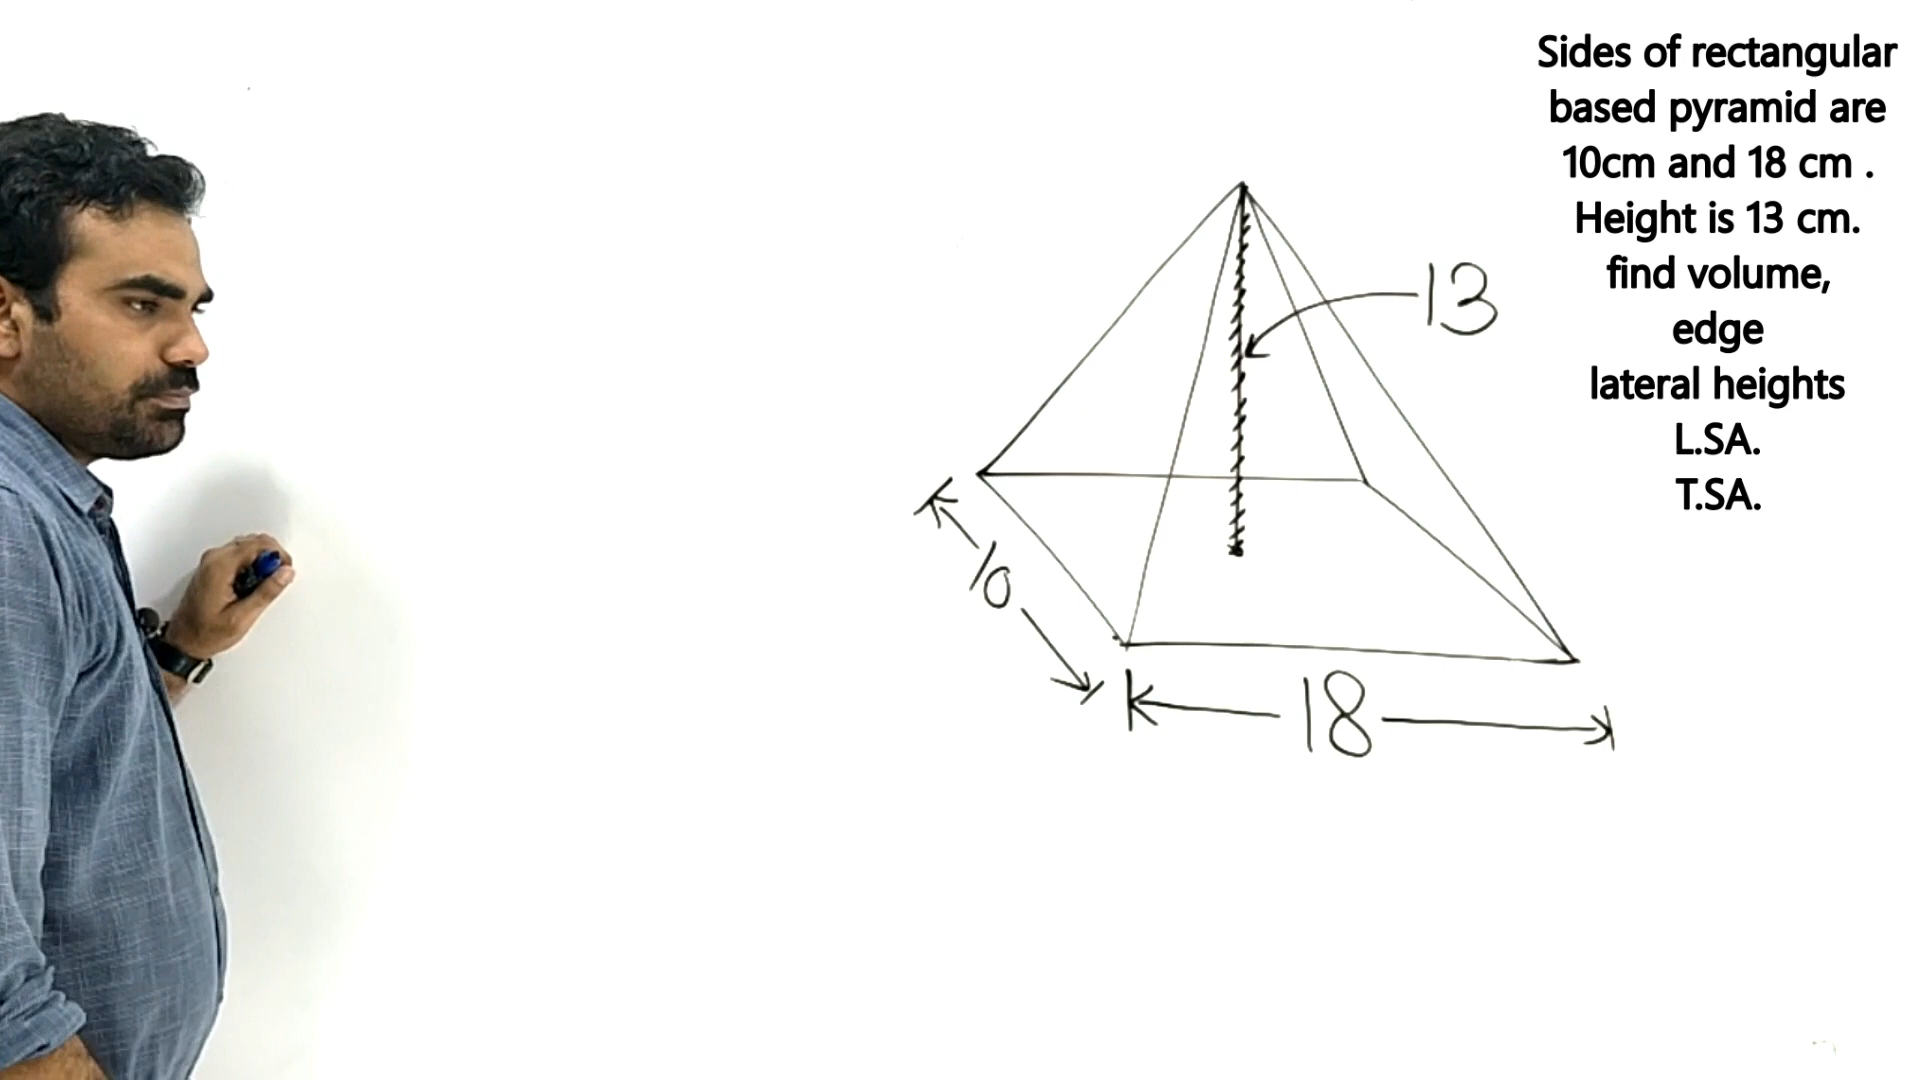 Sides of rectangular
based pyramid are
10cm and 18 cm .
Height is 13 cm.
find volume,
edge
lateral heights
L.SA.
T.SA.
13
10
18